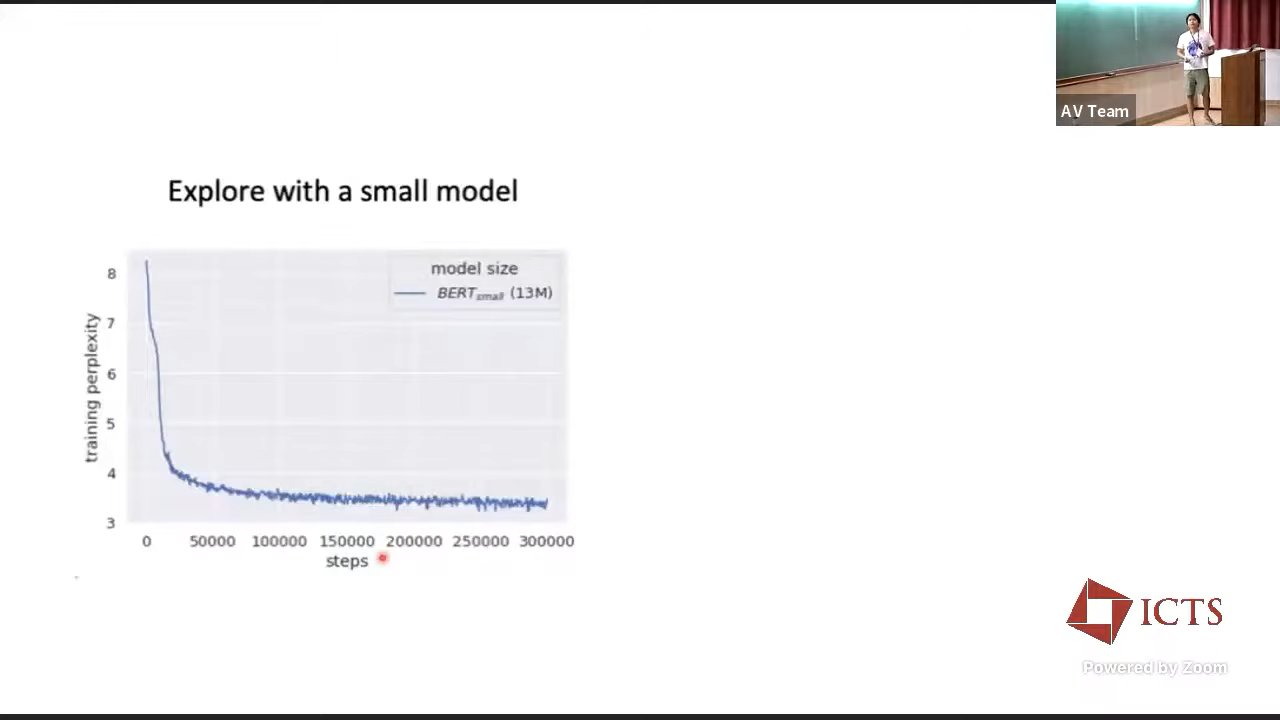 AV Team
Explore with a small model
model size
BERTsmall (13M)
training perplexity
8
7
6
5
4
3
0 50000 100000 150000 200000 250000 300000
steps
ICTS
Powered by Zoom